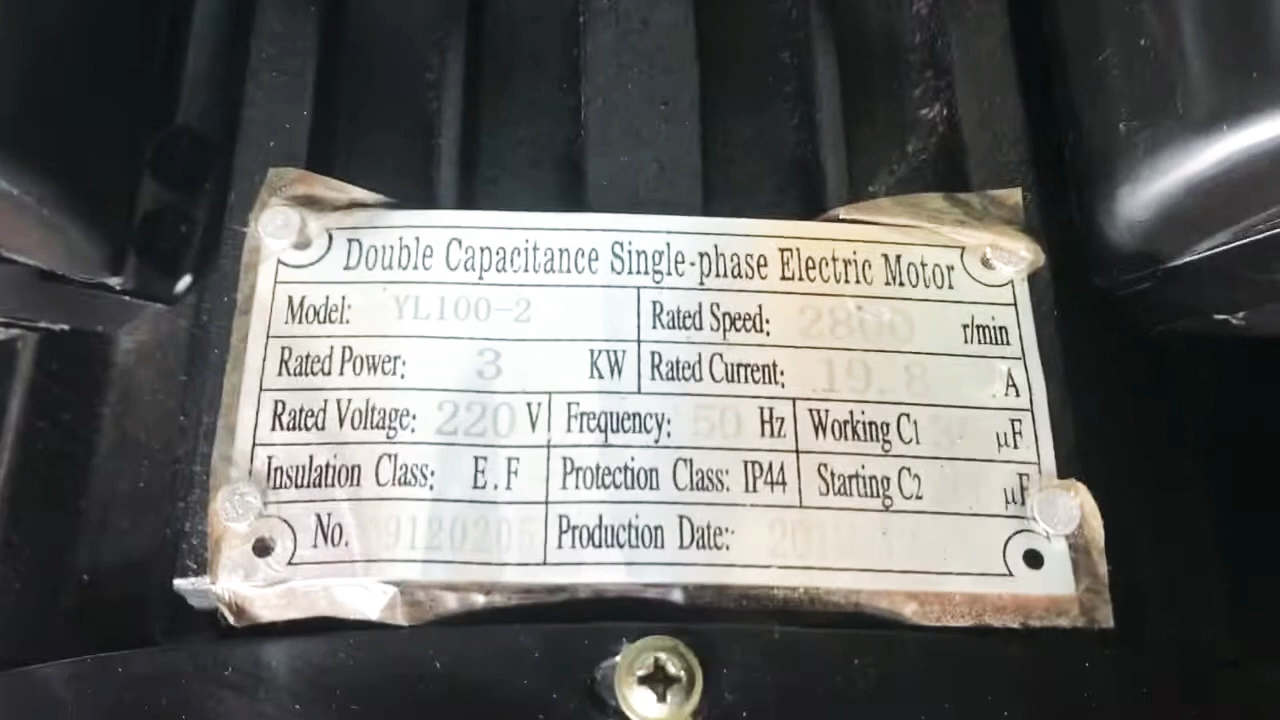 Double Capacitance Single-phase Electric Motor
Model: YL100-2 Rated Speed: 2800 r/min
Rated Power: 3 KW Rated Current: 19.8 A
Rated Voltage: 220 V Frequency: 50 Hz Working C1 μF
Insulation Class: E.F Protection Class: IP44 Starting C2 μF
No. Production Date: